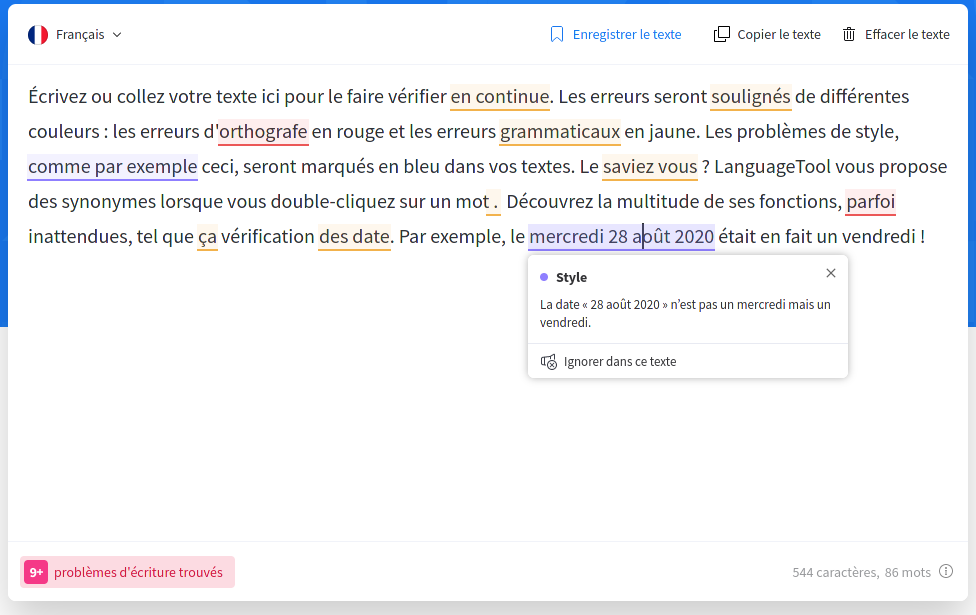 Français
Enregistrer le texte
Copier le texte
Effacer le texte
Écrivez ou collez votre texte ici pour le faire vérifier en continue. Les erreurs seront soulignés de différentes
couleurs : les erreurs d'orthografe en rouge et les erreurs grammaticaux en jaune. Les problèmes de style,
comme par exemple ceci, seront marqués en bleu dans vos textes. Le saviez vous ? LanguageTool vous propose
des synonymes lorsque vous double-cliquez sur un mot . Découvrez la multitude de ses fonctions, parfoi
inattendues, tel que ça vérification des date. Par exemple, le mercredi 28 août 2020 était en fait un vendredi !
Style
La date « 28 août 2020 » n'est pas un mercredi mais un
vendredi.
Ignorer dans ce texte
9+ problèmes d'écriture trouvés
544 caractères, 86 mots